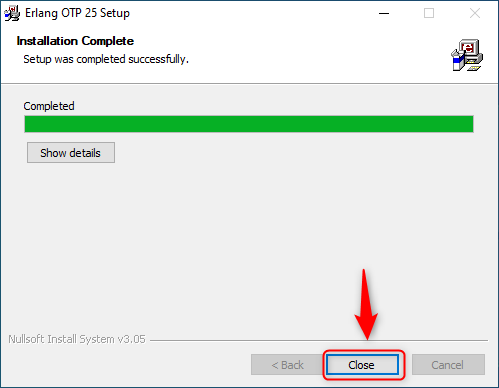 Erlang OTP 25 Setup
Installation Complete
Setup was completed successfully.
Completed
Show details
Nullsoft Install System v3.05
< Back
Close
Cancel